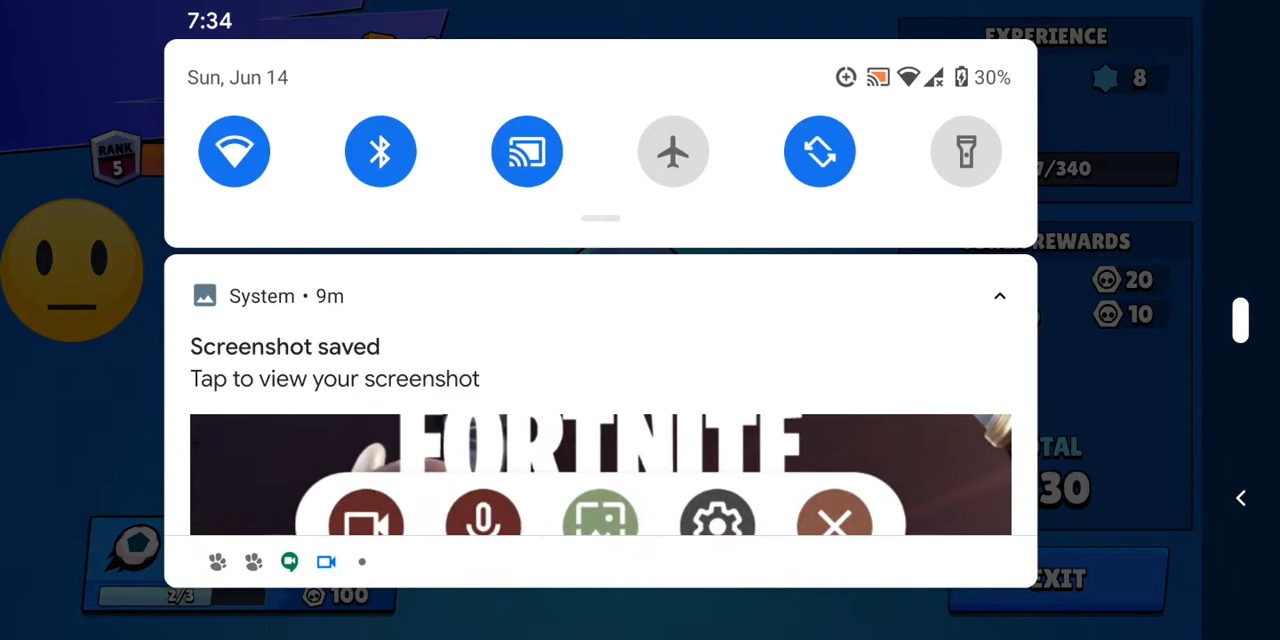 7:34
Sun, Jun 14
30%
EXPERIENCE
8
RANK
5
/340
REWARDS
20
10
System • 9m
Screenshot saved
Tap to view your screenshot
FORTNITE
30
2/3
100
EXIT